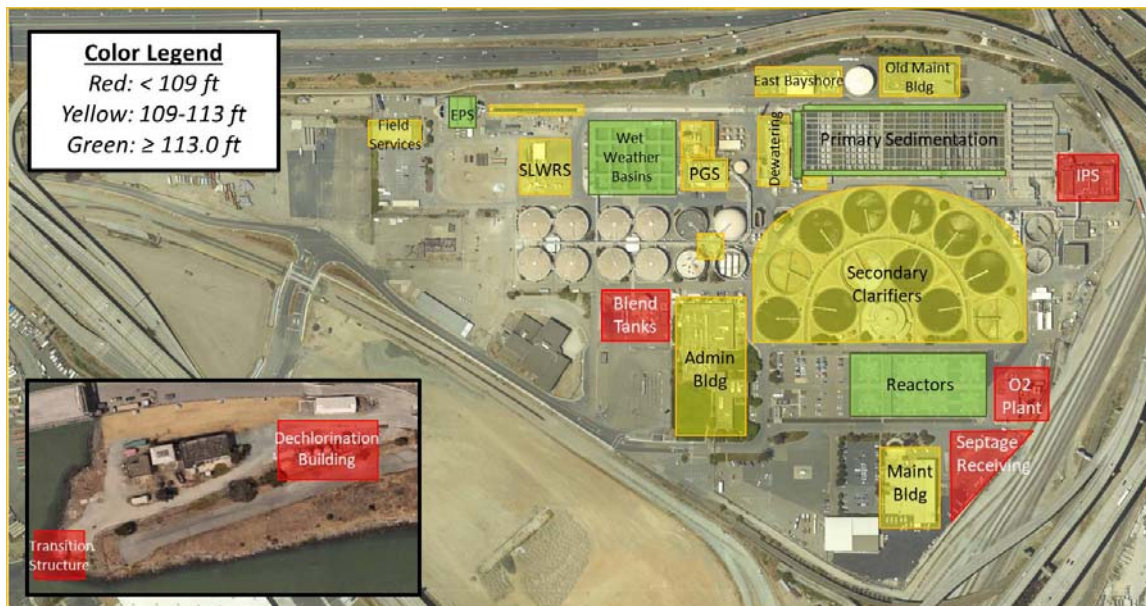 Color Legend
Red: < 109 ft
Yellow: 109-113 ft
Green: ≥ 113.0 ft
East Bayshore
Old Maint
Bldg
EPS
Field
Services
SLWRS
Wet
Weather
Basins
PGS
Dewatering
Primary Sedimentation
IPS
Secondary
Clarifiers
Blend
Tanks
Admin
Bldg
Reactors
O2
Plant
Septage
Receiving
Maint
Bldg
Dechlorination
Building
Transition
Structure